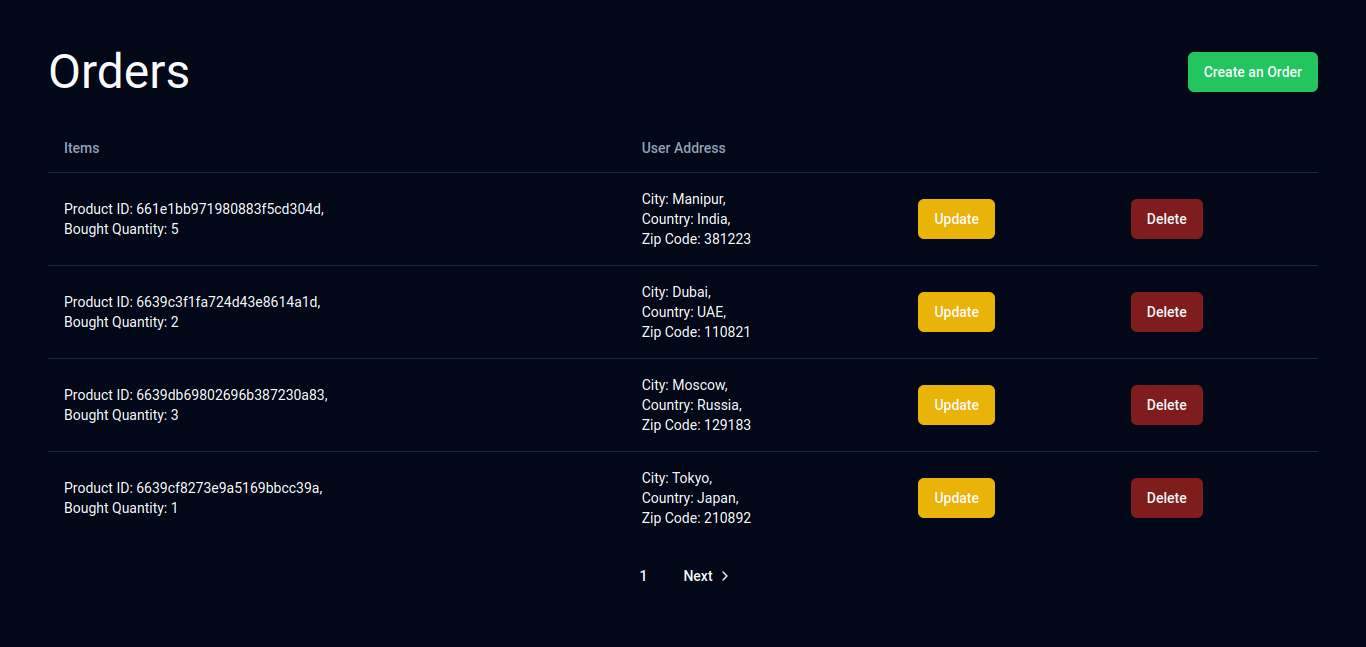 Orders
Create an Order
Items
User Address
Product ID: 661e1bb971980883f5cd304d,
Bought Quantity: 5
City: Manipur,
Country: India,
Zip Code: 381223
Update
Delete
Product ID: 6639c3f1fa724d43e8614a1d,
Bought Quantity: 2
City: Dubai,
Country: UAE,
Zip Code: 110821
Update
Delete
Product ID: 6639db69802696b387230a83,
Bought Quantity: 3
City: Moscow,
Country: Russia,
Zip Code: 129183
Update
Delete
Product ID: 6639cf8273e9a5169bbcc39a,
Bought Quantity: 1
City: Tokyo,
Country: Japan,
Zip Code: 210892
Update
Delete
1
Next